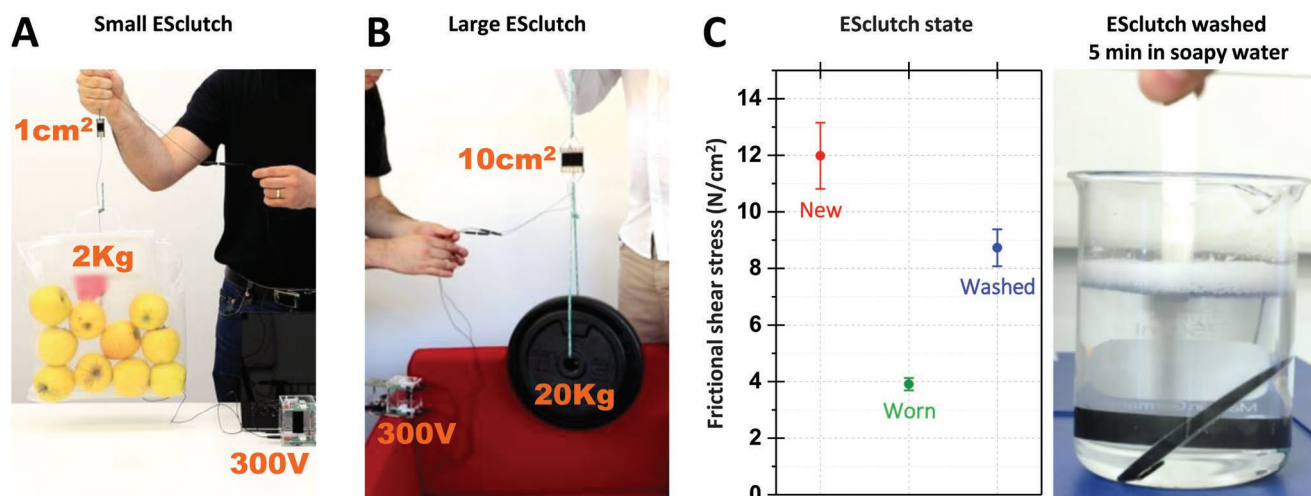 A
Small ESclutch
1cm²
2Kg
300V
B
Large ESclutch
10cm²
20Kg
300V
C
ESclutch state
Frictional shear stress (N/cm²)
14
12
10
8
6
4
2
0
New
Worn
Washed
ESclutch washed
5 min in soapy water